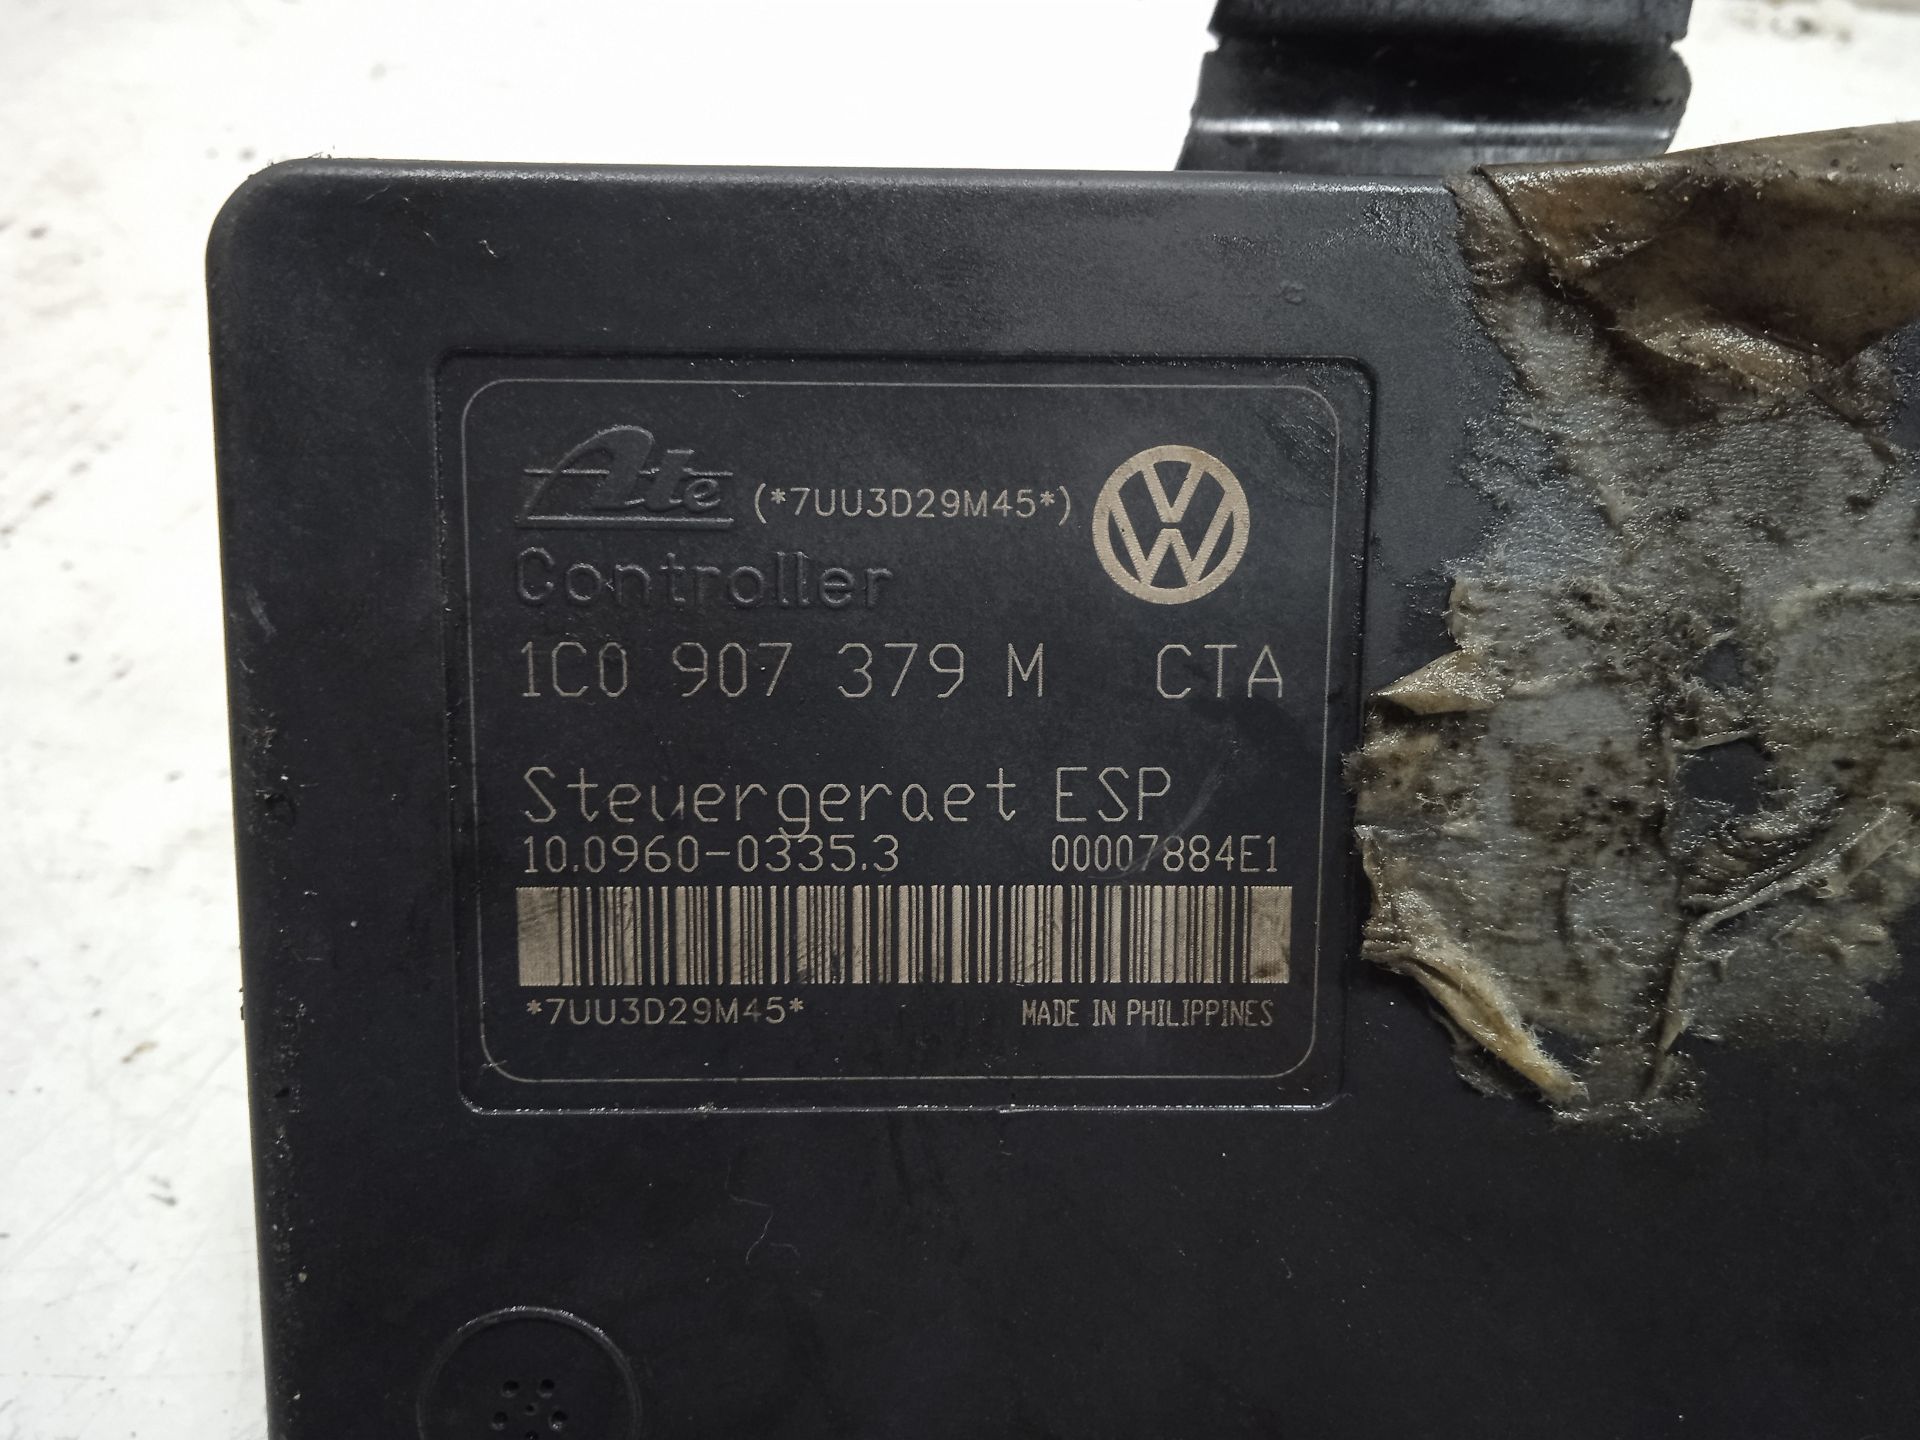 Ate (*7UU3D29M45*)
Controller
1C0 907 379 M CTA
Steuergeraet ESP
10.0960-0335.3 00007884E1
*7UU3D29M45* MADE IN PHILIPPINES